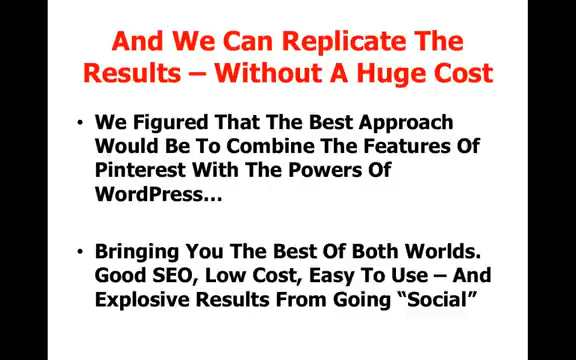 And We Can Replicate The
Results – Without A Huge Cost
• We Figured That The Best Approach
Would Be To Combine The Features Of
Pinterest With The Powers Of
WordPress...
• Bringing You The Best Of Both Worlds.
Good SEO, Low Cost, Easy To Use – And
Explosive Results From Going “Social”